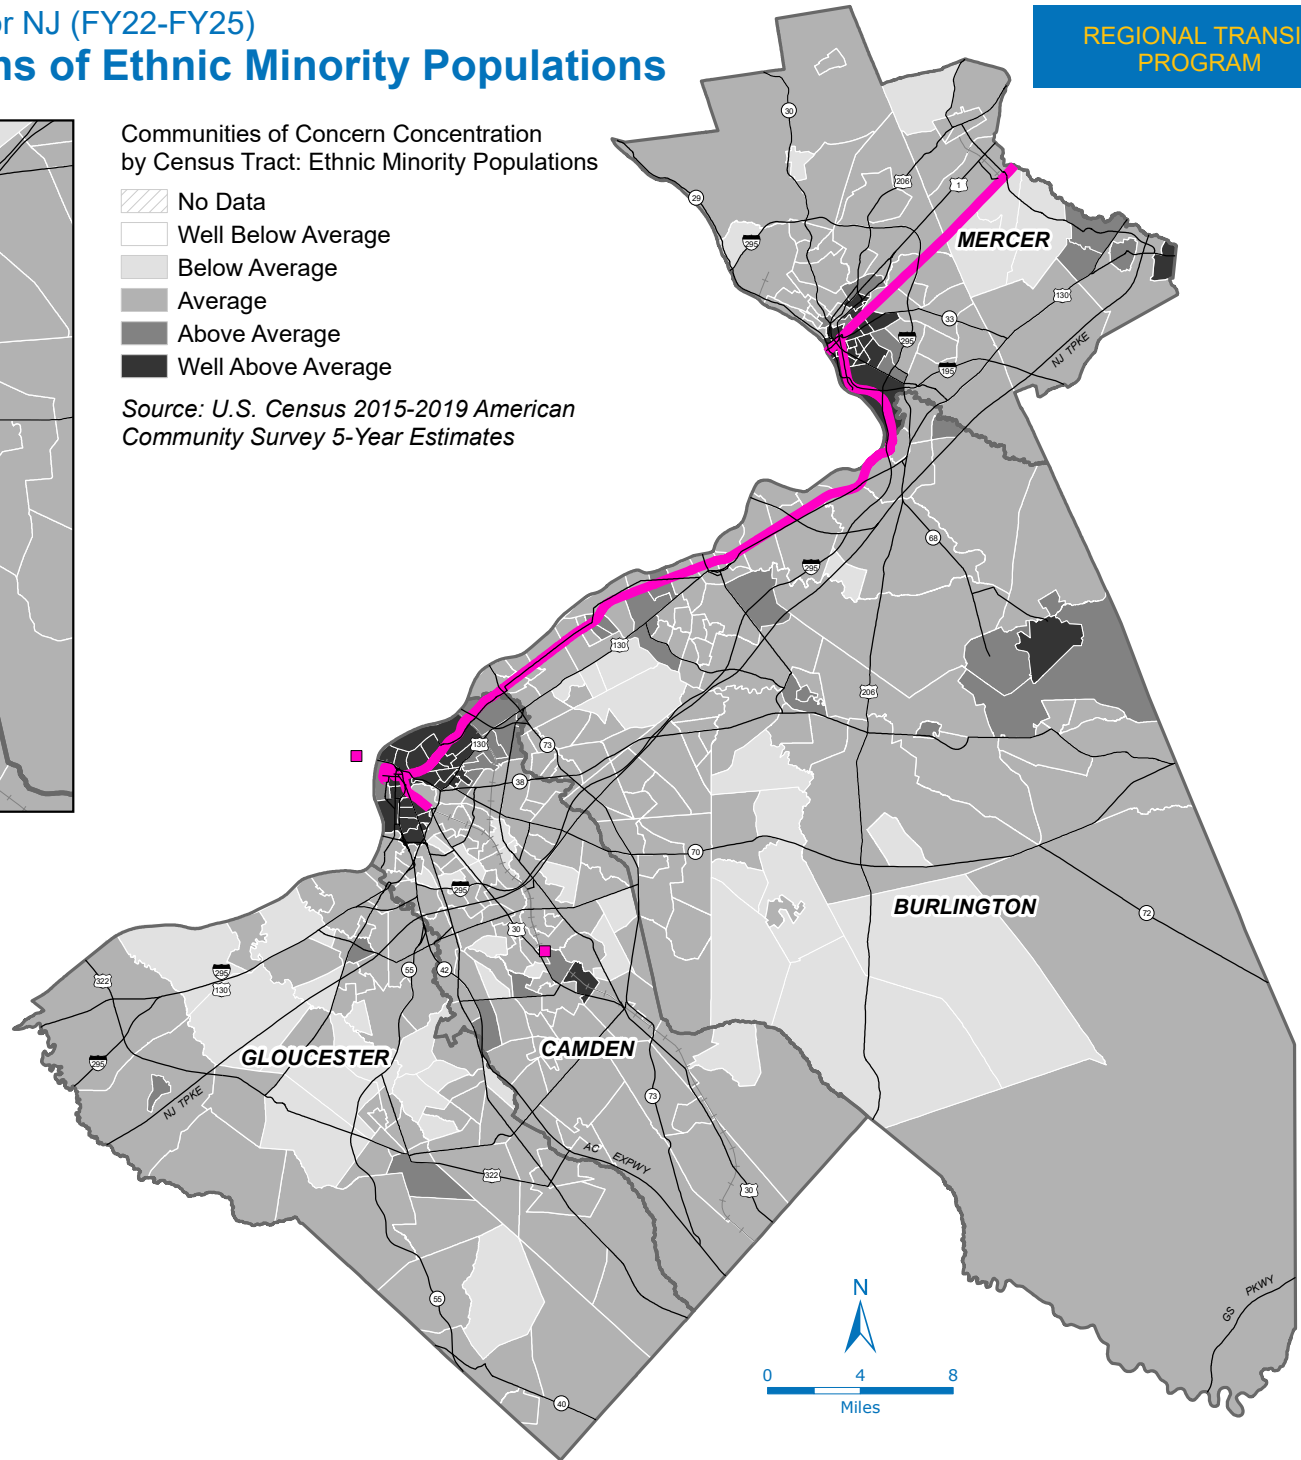 or NJ (FY22-FY25)
ns of Ethnic Minority Populations
REGIONAL TRANSI
PROGRAM
Communities of Concern Concentration
by Census Tract: Ethnic Minority Populations
No Data
Well Below Average
Below Average
Average
Above Average
Well Above Average
Source: U.S. Census 2015-2019 American
Community Survey 5-Year Estimates
30
206
1
29
295
MERCER
130
33
295
195
NJ TPKE
68
295
130
206
130
73
38
70
295
BURLINGTON
72
30
322
295
130
55
42
GLOUCESTER
CAMDEN
295
NJ TPKE
73
AC EXPWY
322
30
55
GS PKWY
40
N
0 4 8
Miles